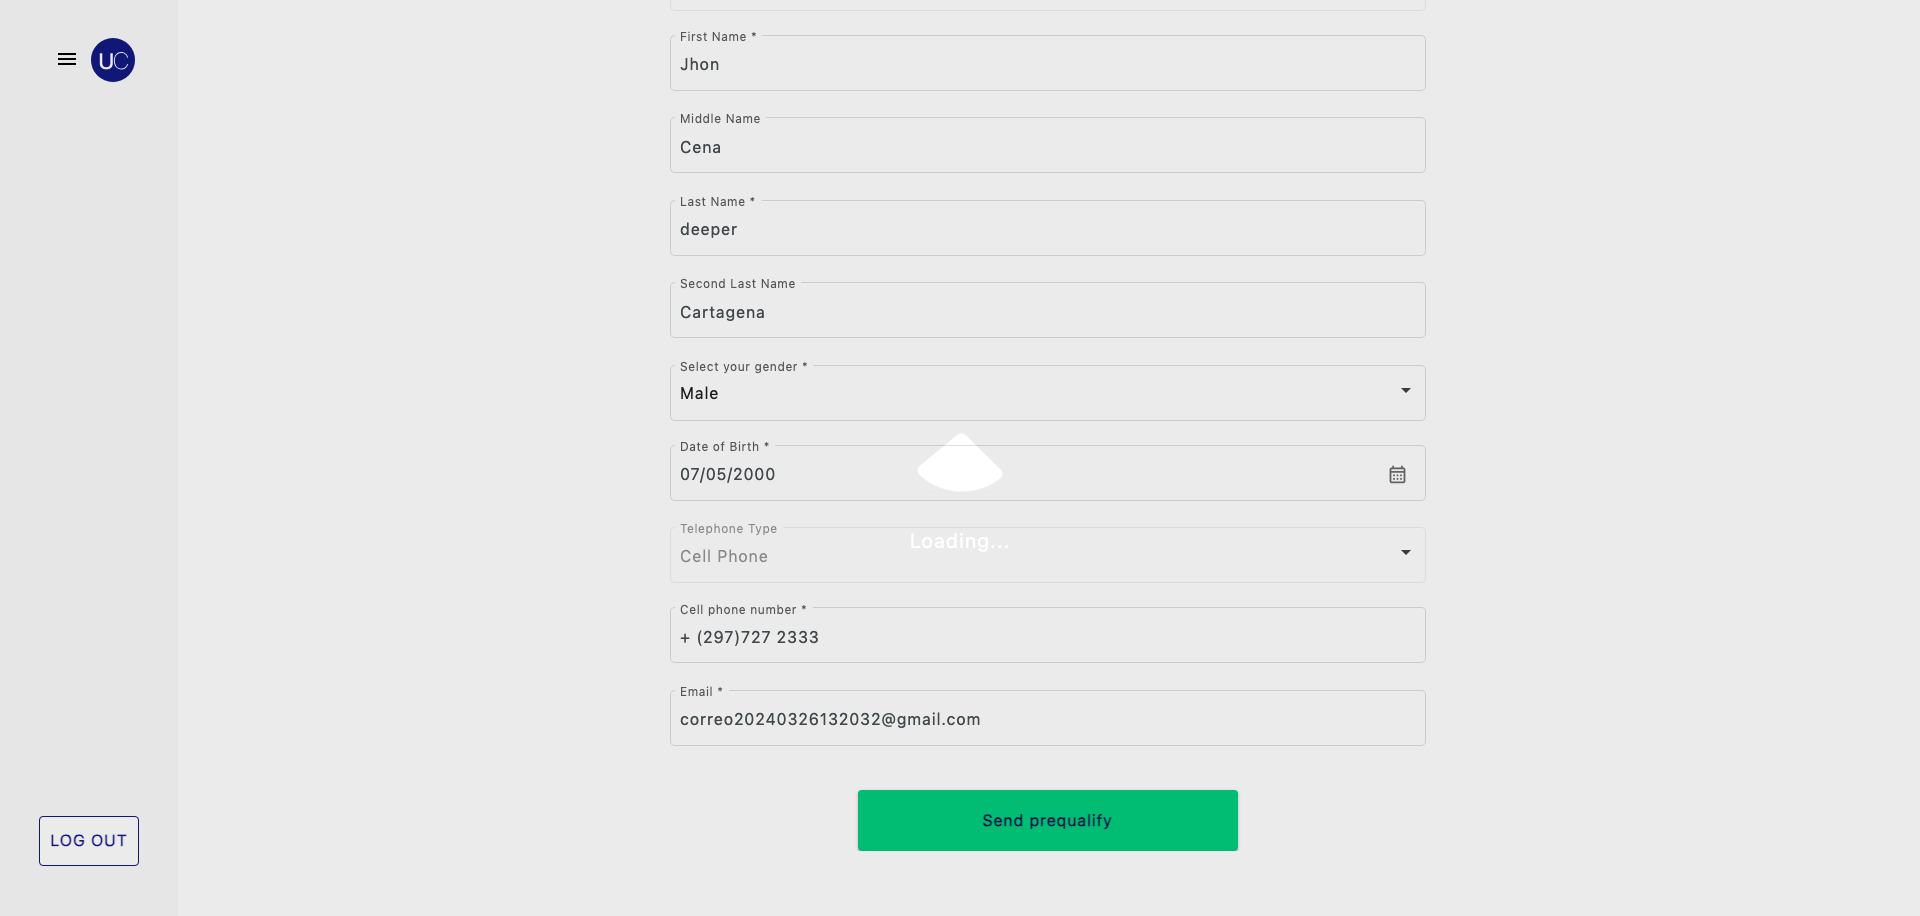 UC
First Name *
Jhon
Middle Name
Cena
Last Name *
deeper
Second Last Name
Cartagena
Select your gender *
Male
Date of Birth *
07/05/2000
Telephone Type
Cell Phone
Loading...
Cell phone number *
+ (297)727 2333
Email *
correo20240326132032@gmail.com
Send prequalify
LOG OUT